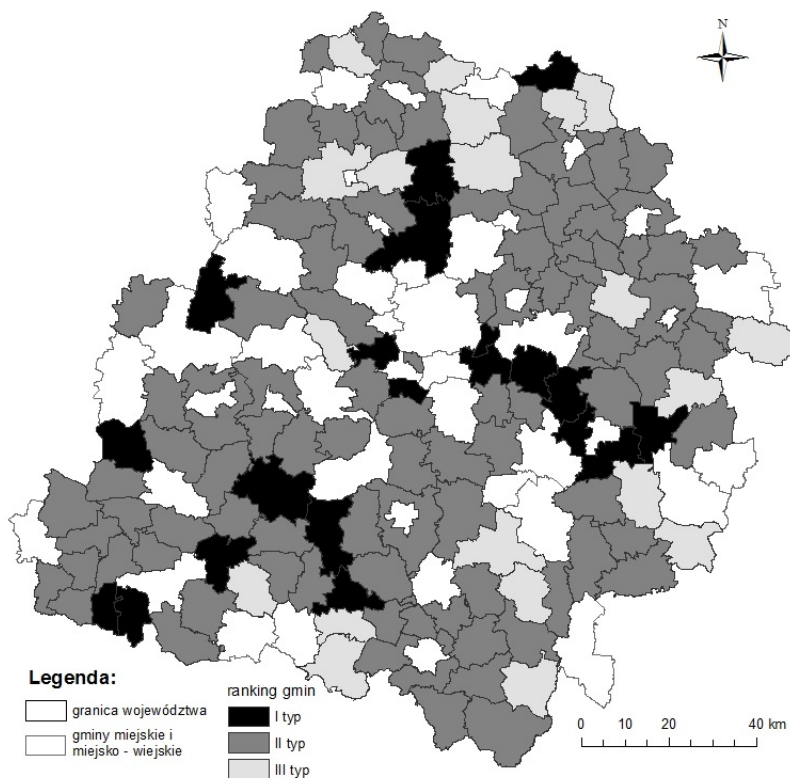 N
Legenda:
granica województwa
gminy miejskie i
miejsko - wiejskie
ranking gmin
I typ
II typ
III typ
0 10 20 40 km